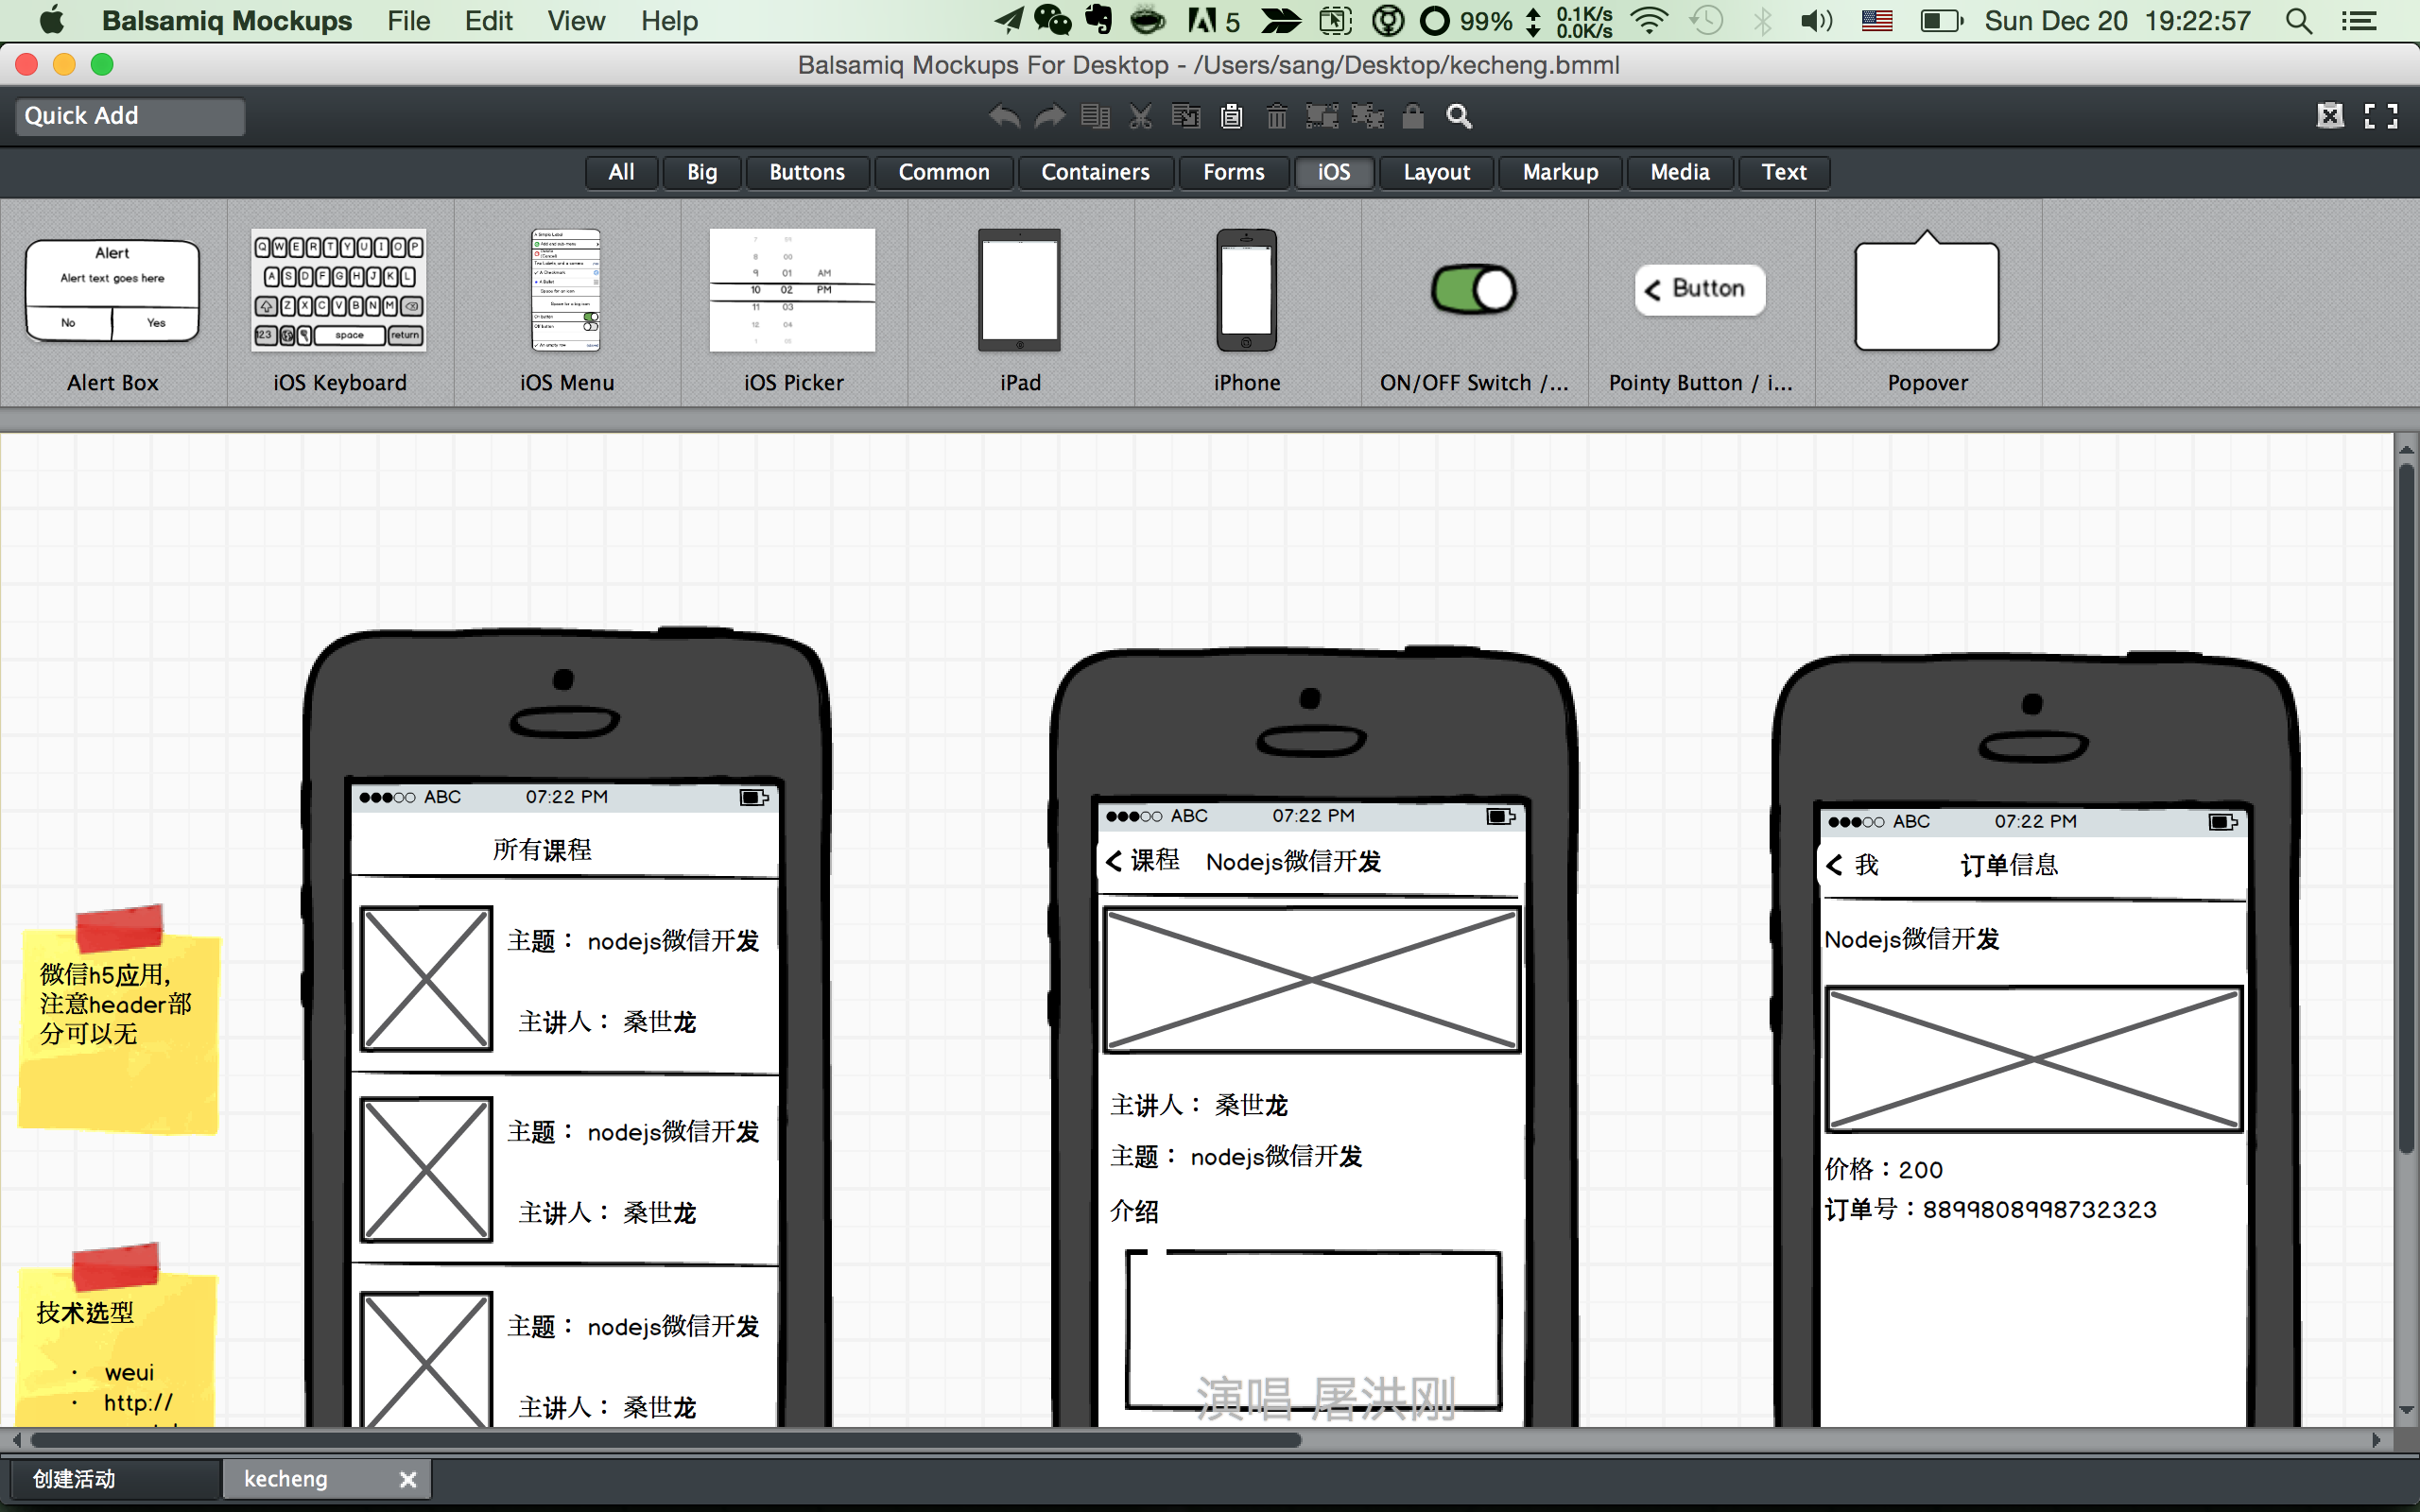 Balsamiq Mockups File Edit View Help 5 99% 0.1K/s 0.0K/s Sun Dec 20 19:22:57
Balsamiq Mockups For Desktop - /Users/sang/Desktop/kecheng.bmml
Quick Add
All Big Buttons Common Containers Forms iOS Layout Markup Media Text
Alert
Alert text goes here
No Yes
Q W E R T Y U I O P
A S D F G H J K L
Z X C V B N M
123 space return
A Simply Label
9 01 AM
10 02 PM
11 03
12 04
Button
Alert Box iOS Keyboard iOS Menu iOS Picker iPad iPhone ON/OFF Switch /... Pointy Button / i... Popover
微信h5应用,
注意header部
分可以无
技术选型
· weui
· http://
ABC 07:22 PM
所有课程
主题： nodejs微信开发
主讲人： 桑世龙
主题： nodejs微信开发
主讲人： 桑世龙
主题： nodejs微信开发
主讲人： 桑世龙
ABC 07:22 PM
课程 Nodejs微信开发
主讲人： 桑世龙
主题： nodejs微信开发
介绍
演唱 屠洪刚
ABC 07:22 PM
我 订单信息
Nodejs微信开发
价格：200
订单号：8899808998732323
创建活动 kecheng